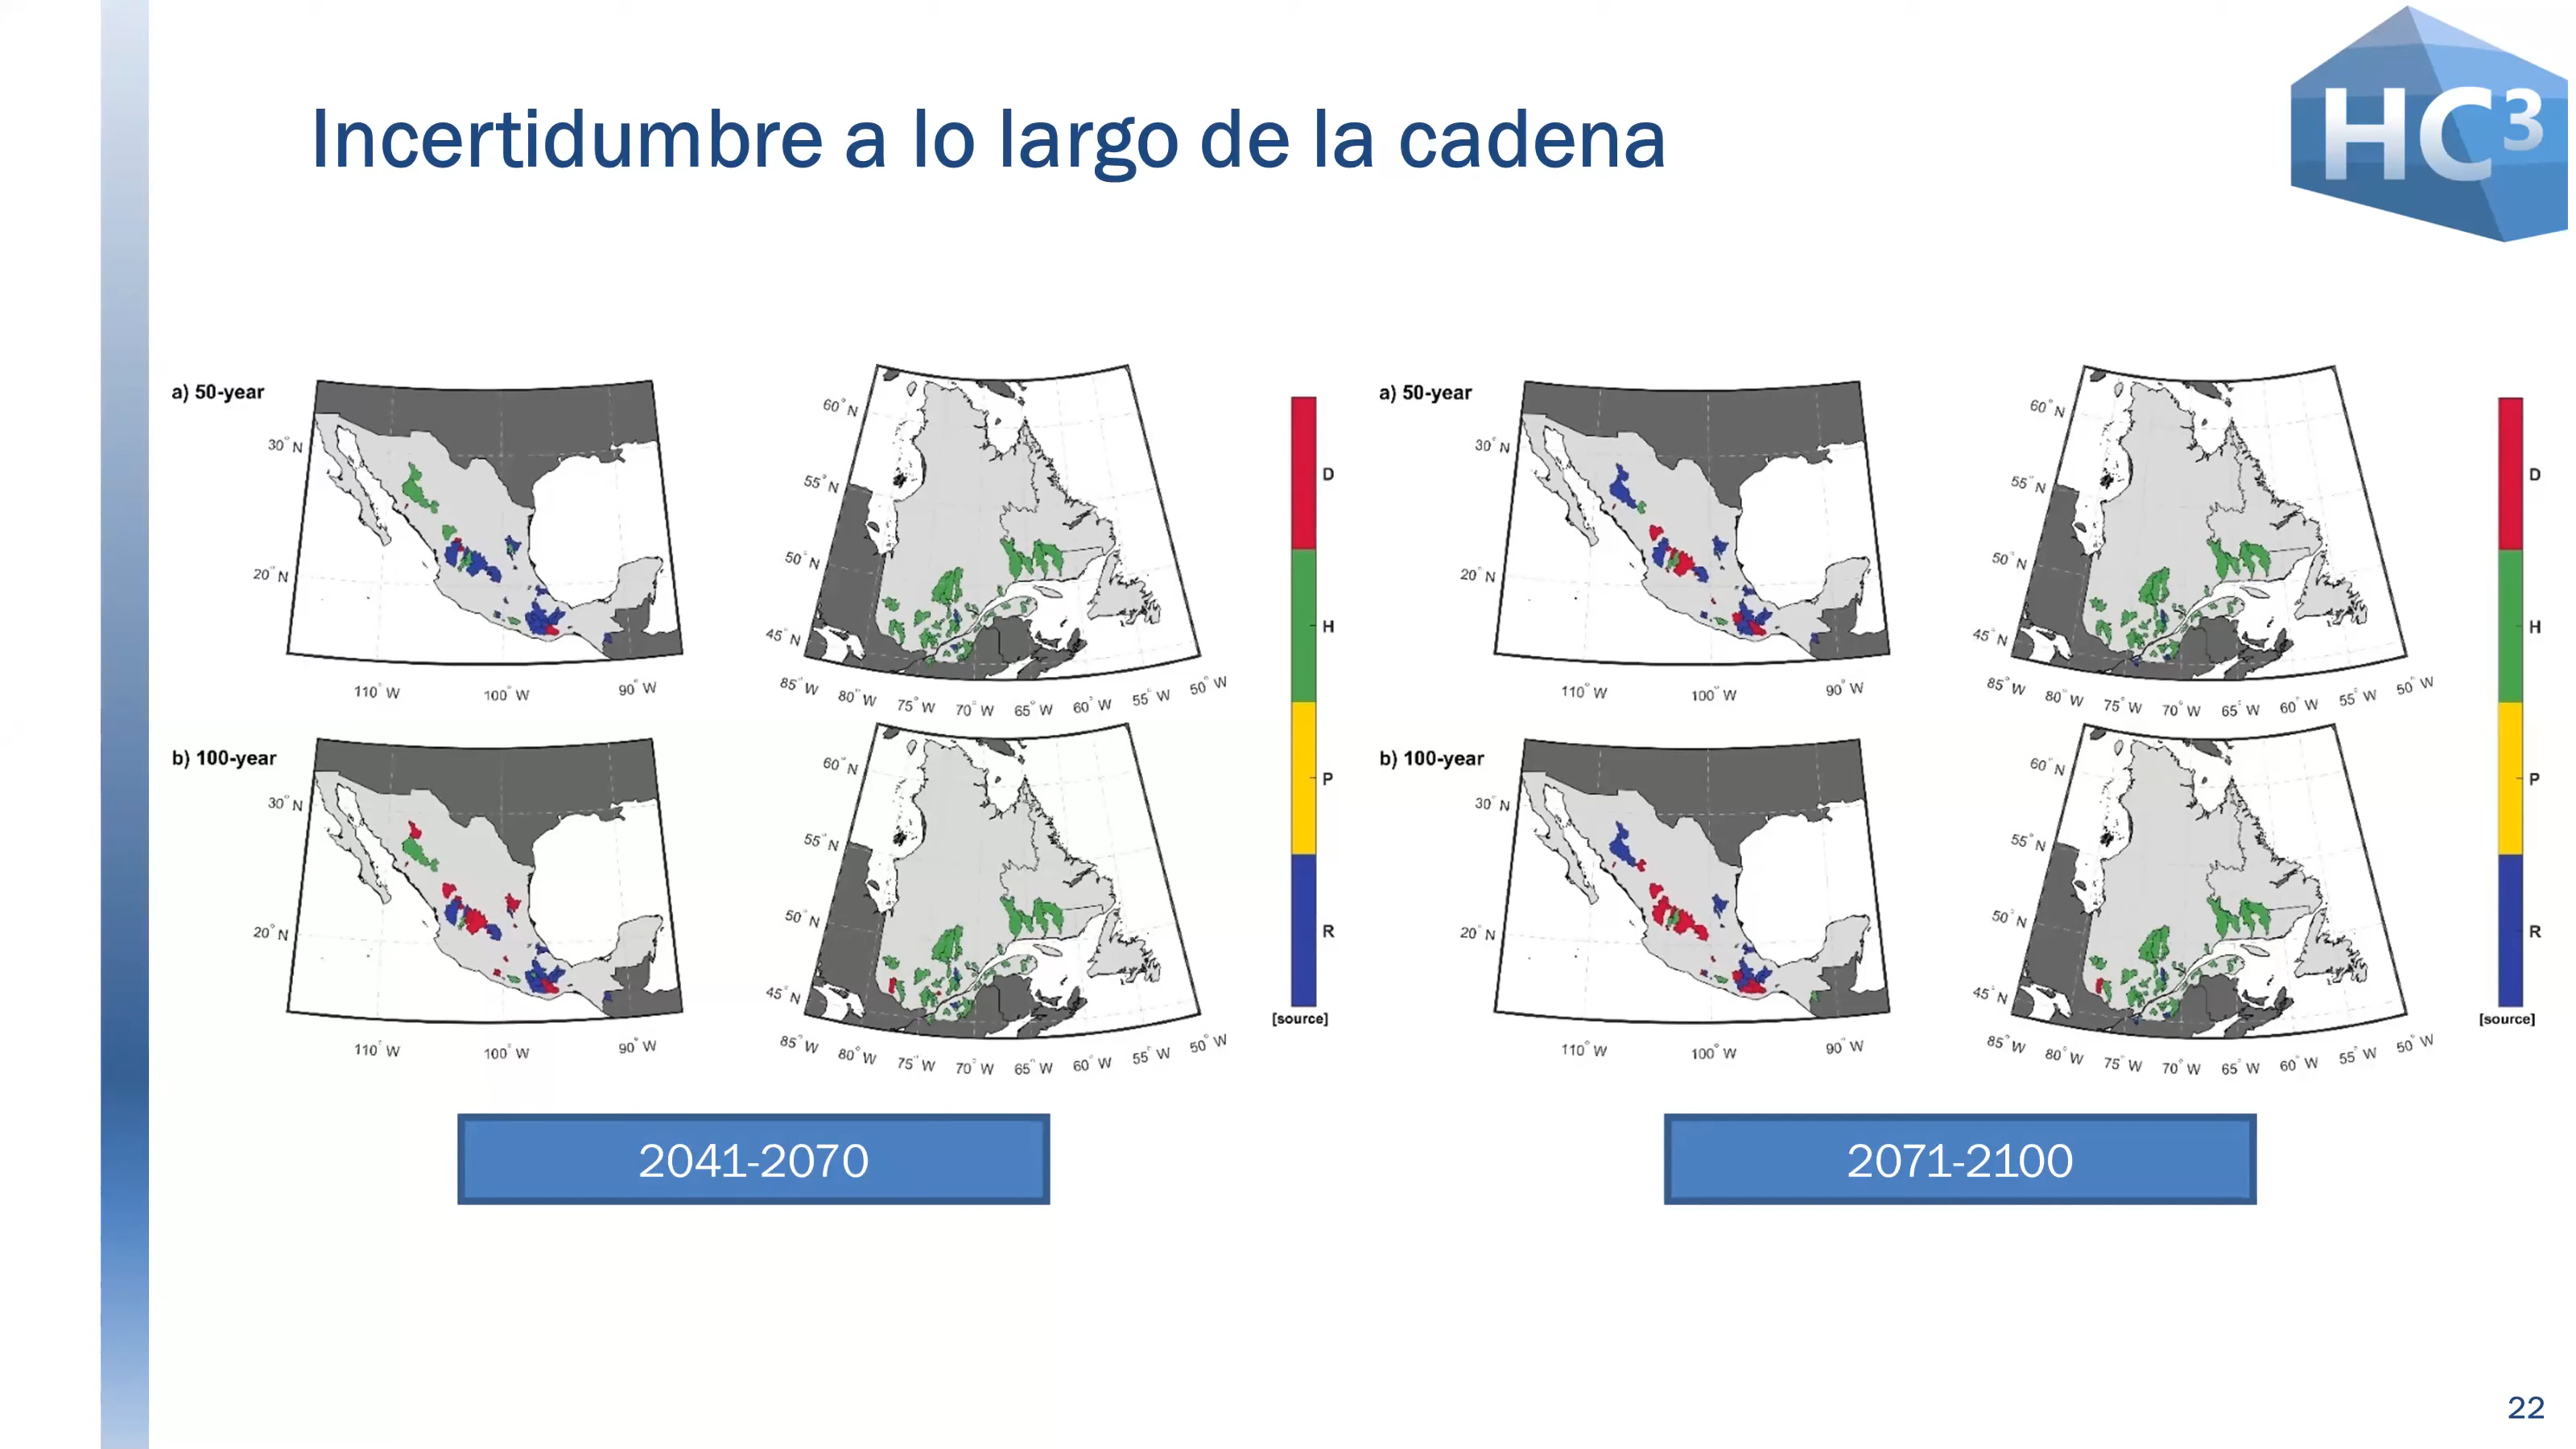 Incertidumbre a lo largo de la cadena
HC³
a) 50-year
30° N
20° N
110° W
100° W
90° W
60° N
55° N
50° N
45° N
85° W
80° W
75° W
70° W
65° W
60° W
55° W
50° W
b) 100-year
30° N
20° N
110° W
100° W
90° W
60° N
55° N
50° N
45° N
85° W
80° W
75° W
70° W
65° W
60° W
55° W
50° W
D
H
P
R
[source]
2041-2070
a) 50-year
30° N
20° N
110° W
100° W
90° W
60° N
55° N
50° N
45° N
85° W
80° W
75° W
70° W
65° W
60° W
55° W
50° W
b) 100-year
30° N
20° N
110° W
100° W
90° W
60° N
55° N
50° N
45° N
85° W
80° W
75° W
70° W
65° W
60° W
55° W
50° W
D
H
P
R
[source]
2071-2100
22